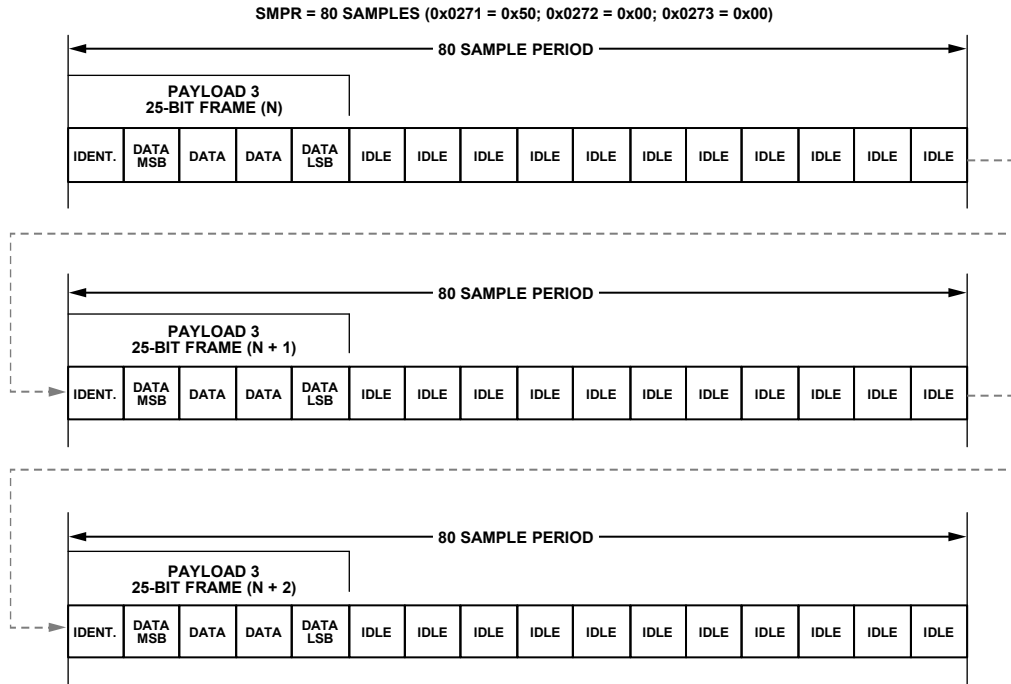 SMPR = 80 SAMPLES (0x0271 = 0x50; 0x0272 = 0x00; 0x0273 = 0x00)
80 SAMPLE PERIOD
PAYLOAD 3
25-BIT FRAME (N)
IDENT. DATA MSB DATA DATA DATA LSB IDLE IDLE IDLE IDLE IDLE IDLE IDLE IDLE IDLE IDLE IDLE
80 SAMPLE PERIOD
PAYLOAD 3
25-BIT FRAME (N + 1)
IDENT. DATA MSB DATA DATA DATA LSB IDLE IDLE IDLE IDLE IDLE IDLE IDLE IDLE IDLE IDLE IDLE
80 SAMPLE PERIOD
PAYLOAD 3
25-BIT FRAME (N + 2)
IDENT. DATA MSB DATA DATA DATA LSB IDLE IDLE IDLE IDLE IDLE IDLE IDLE IDLE IDLE IDLE IDLE